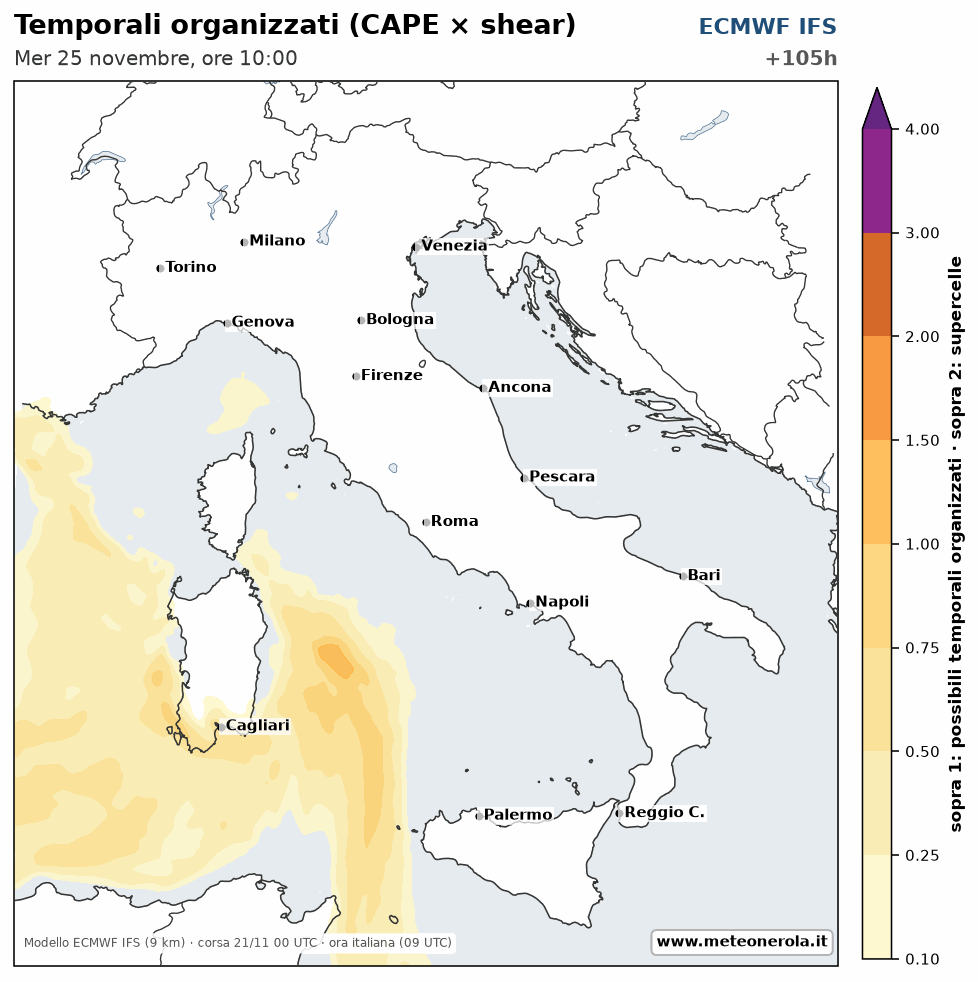 Temporali organizzati (CAPE × shear)
ECMWF IFS
Mer 25 novembre, ore 10:00
+105h
Milano
Venezia
Torino
Genova
Bologna
Firenze
Ancona
Pescara
Roma
Bari
Napoli
Cagliari
Palermo
Reggio C.
Modello ECMWF IFS (9 km) · corsa 21/11 00 UTC · ora italiana (09 UTC)
www.meteonerola.it
4.00
3.00
2.00
1.50
1.00
0.75
0.50
0.25
0.10
sopra 1: possibili temporali organizzati · sopra 2: supercelle